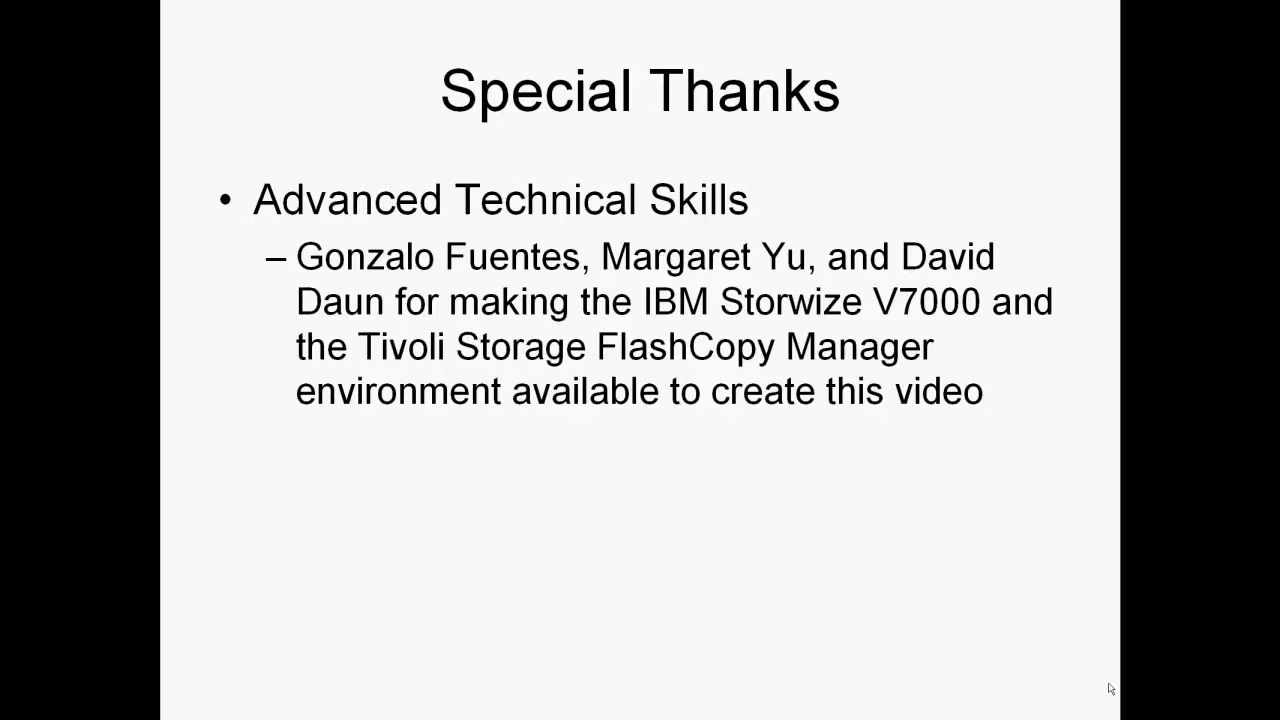 Special Thanks
• Advanced Technical Skills
– Gonzalo Fuentes, Margaret Yu, and David
Daun for making the IBM Storwize V7000 and
the Tivoli Storage FlashCopy Manager
environment available to create this video